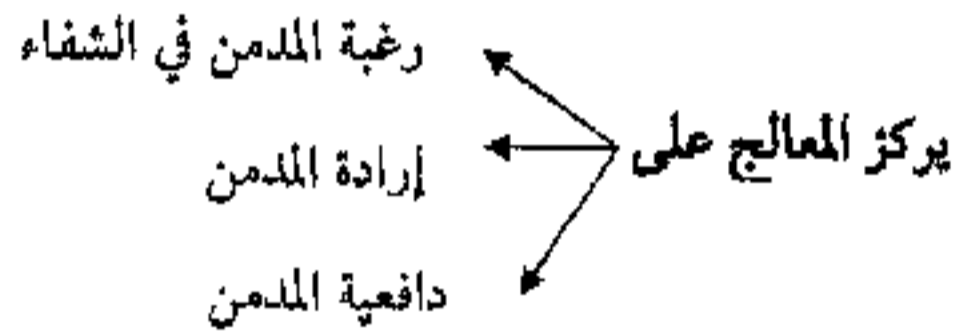 يركز المعالج على
رغبة المدمن في الشفاء
إرادة المدمن
دافعية المدمن